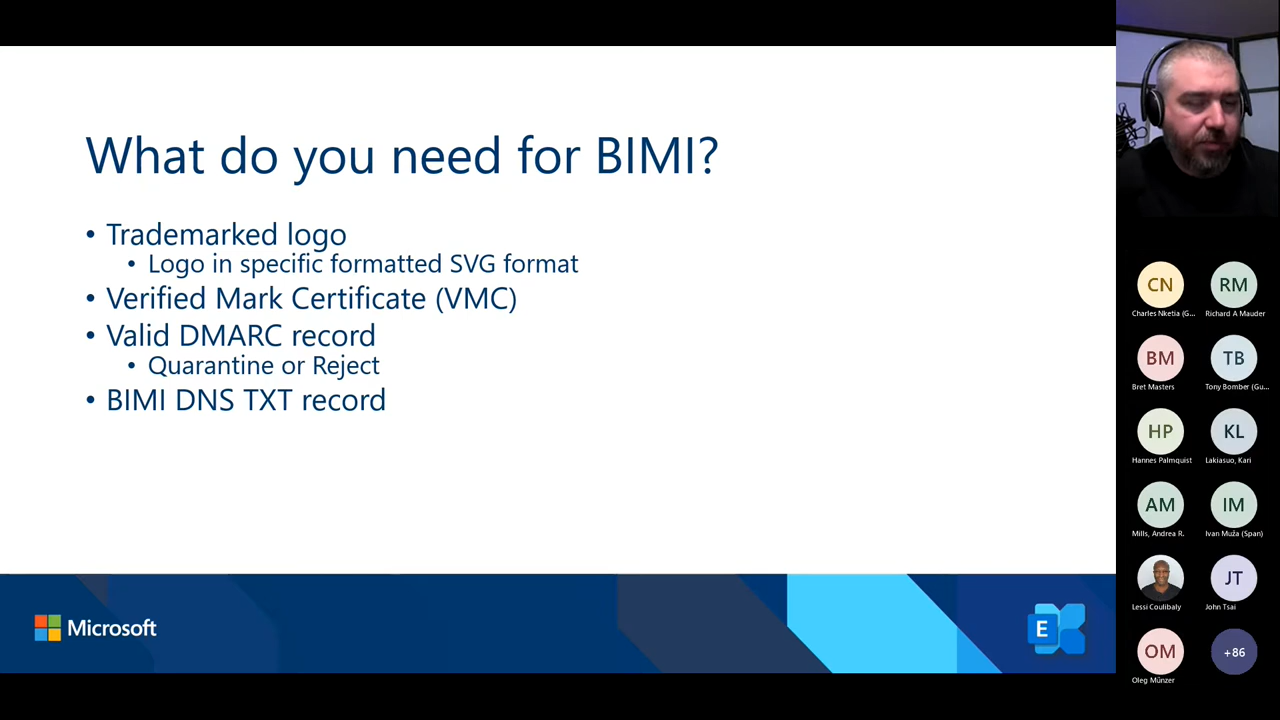 What do you need for BIMI?
• Trademarked logo
• Logo in specific formatted SVG format
• Verified Mark Certificate (VMC)
• Valid DMARC record
• Quarantine or Reject
• BIMI DNS TXT record
Microsoft
E
CN
RM
Charles Nketia (G...
Richard A Mauder
BM
TB
Bret Masters
Tony Bomber (Gu...
HP
KL
Hannes Palmquist
Lakiasuo, Kari
AM
IM
Mills, Andrea R.
Ivan Muža (Span)
JT
Lessi Coulibaly
John Tsai
OM
+86
Oleg Münzer